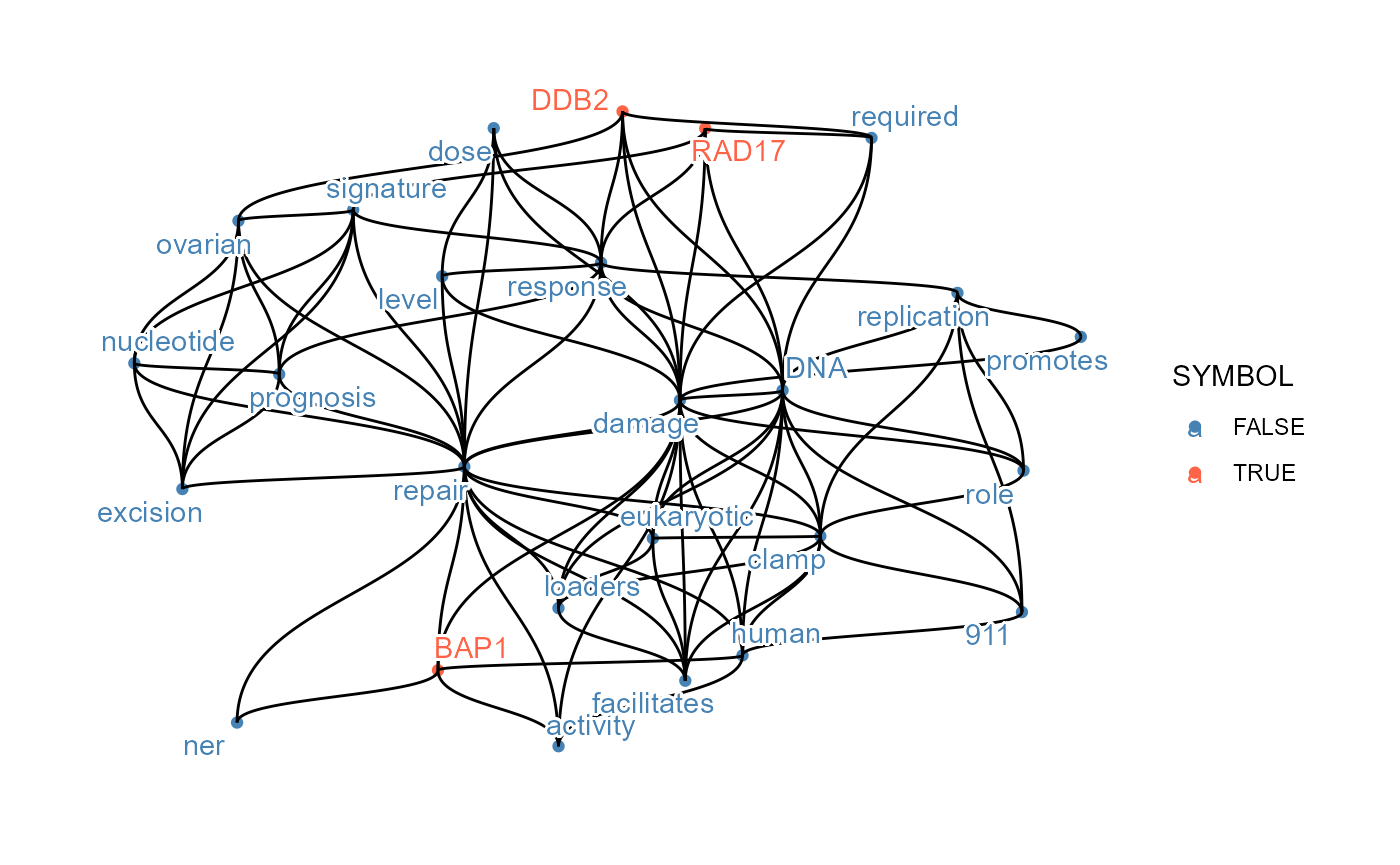 DDB2
required
dose
RAD17
signature
ovarian
response
level
replication
nucleotide
promotes
DNA
SYMBOL
prognosis
damage
a FALSE
a TRUE
repair
role
excision
eukaryotic
clamp
loaders
human
911
BAP1
facilitates
activity
ner